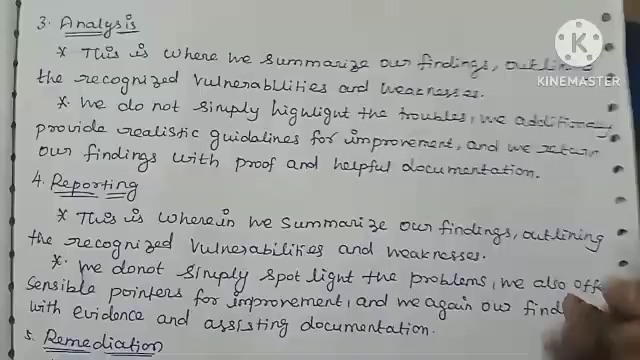 3. Analysis
* This is where we summarize our findings, outlining
the recognized vulnerabilities and weaknesses.
*. We do not simply highlight the troubles, we additionally
provide realistic guidelines for improvement, and we return
our findings with proof and helpful documentation.
4. Reporting
* This is wherein we summarize our findings, outlining
the recognized vulnerabilities and weaknesses.
*. We donot simply spot light the problems, we also
sensible pointers for improvement, and we again our
with evidence and assisting documentation.
5. Remediation
KINEMASTER